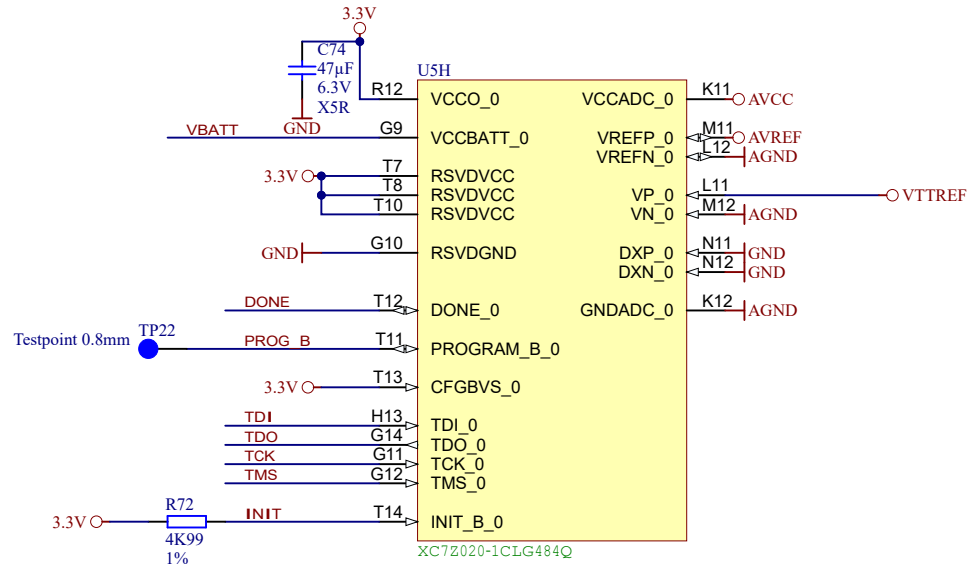 3.3V
C74
47µF
6.3V
X5R
GND
U5H
R12 VCCO_0
VCCADC_0 K11 AVCC
VBATT G9 VCCBATT_0
VREFP_0 M11 AVREF
VREFN_0 L12 AGND
3.3V T7 RSVDVCC
T8 RSVDVCC
T10 RSVDVCC
VP_0 L11 VTTREF
VN_0 M12 AGND
GND G10 RSVDGND
DXP_0 N11 GND
DXN_0 N12 GND
DONE T12 DONE_0
GNDADC_0 K12 AGND
Testpoint 0.8mm TP22 PROG_B T11 PROGRAM_B_0
3.3V T13 CFGBVS_0
TDI H13 TDI_0
TDO G14 TDO_0
TCK G11 TCK_0
TMS G12 TMS_0
3.3V R72 INIT T14 INIT_B_0
4K99
1%
XC7Z020-1CLG484Q